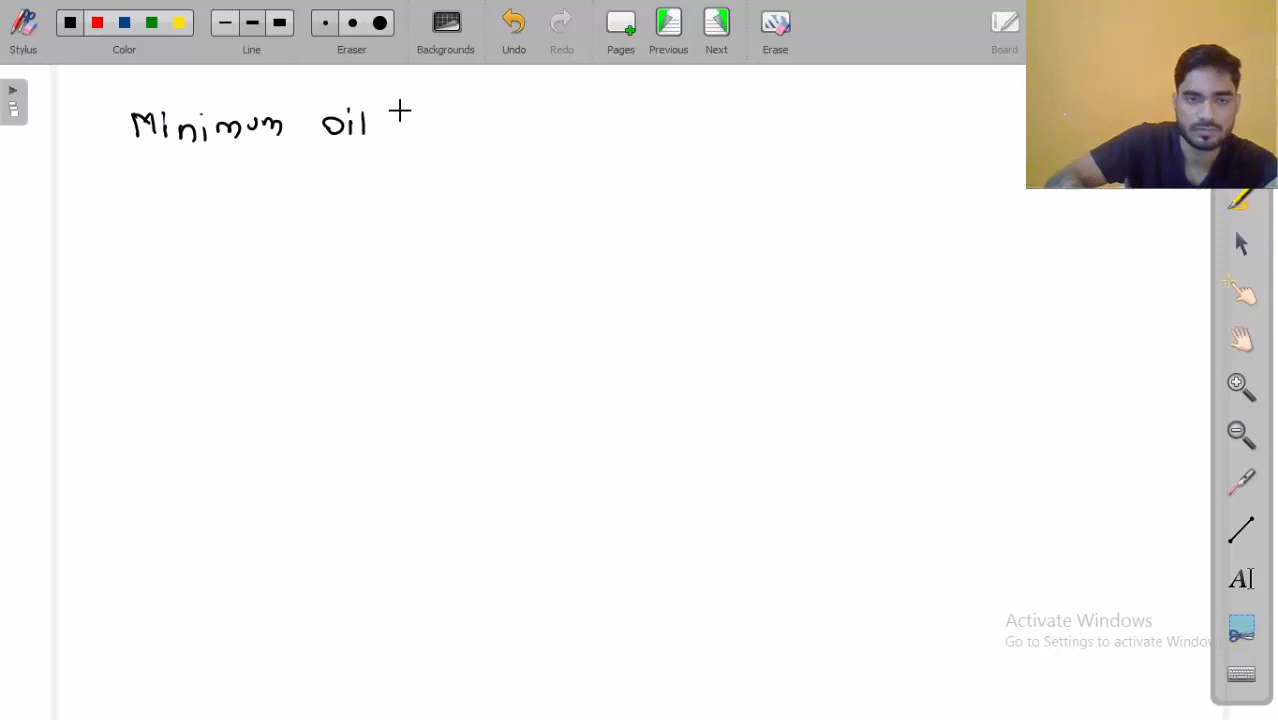 Stylus
Color
Line
Eraser
Backgrounds
Undo
Redo
Pages
Previous
Next
Erase
Board
Minimum oil
Activate Windows
Go to Settings to activate Windo